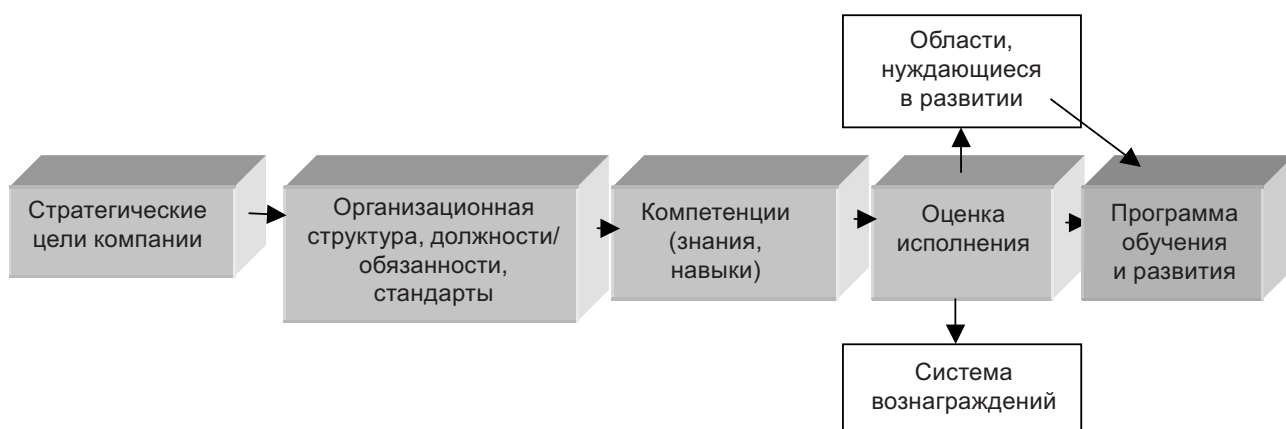 Области,
нуждающиеся
в развитии
Стратегические
цели компании
Организационная
структура, должности/
обязанности,
стандарты
Компетенции
(знания,
навыки)
Оценка
исполнения
Программа
обучения
и развития
Система
вознаграждений